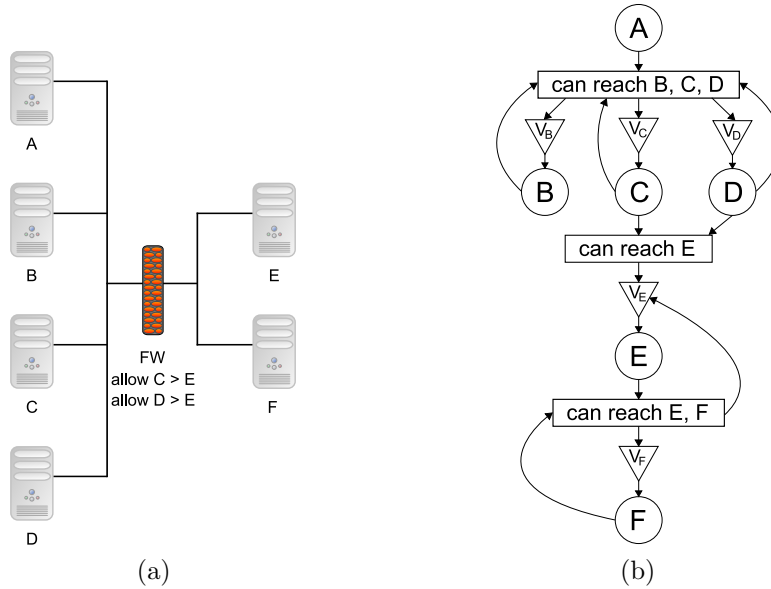 A
B
C
D
E
F
FW
allow C > E
allow D > E
(a)
A
can reach B, C, D
VB
VC
VD
B
C
D
can reach E
VE
E
can reach E, F
VF
F
(b)